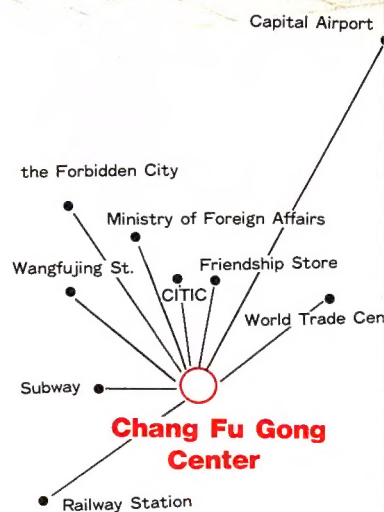 Capital Airport
the Forbidden City
Ministry of Foreign Affairs
Wangfujing St.
Friendship Store
CITIC
World Trade Cen
Subway
Chang Fu Gong
Center
Railway Station